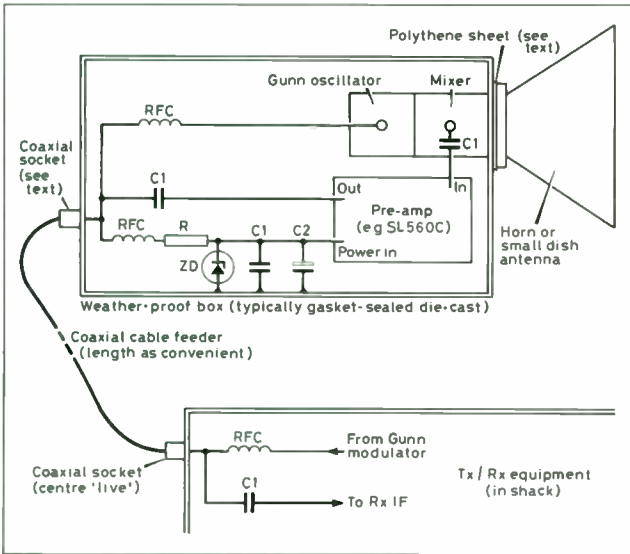 Polythene sheet (see
text)
Gunn oscillator
Mixer
RFC
C1
Coaxial
socket
(see
text)
C1
Out
In
Pre-amp
(eg SL560C)
Power in
RFC
R
C1
C2
ZD
Horn or
small dish
antenna
Weather-proof box (typically gasket-sealed die-cast)
Coaxial cable feeder
(length as convenient)
RFC
From Gunn
modulator
Coaxial socket
(centre 'live')
C1
To Rx IF
Tx/Rx equipment
(in shack)